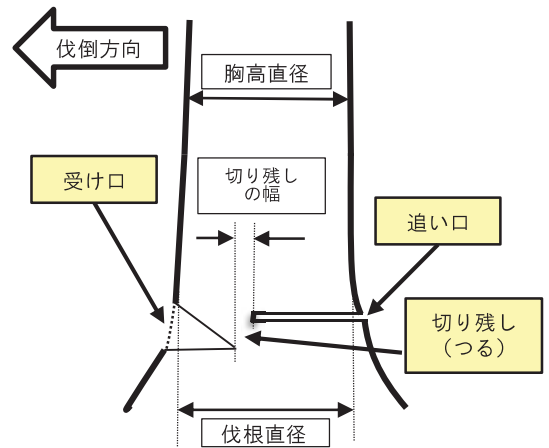 伐倒方向
胸高直径
受け口
切り残し
の幅
追い口
切り残し
（つる）
伐根直径